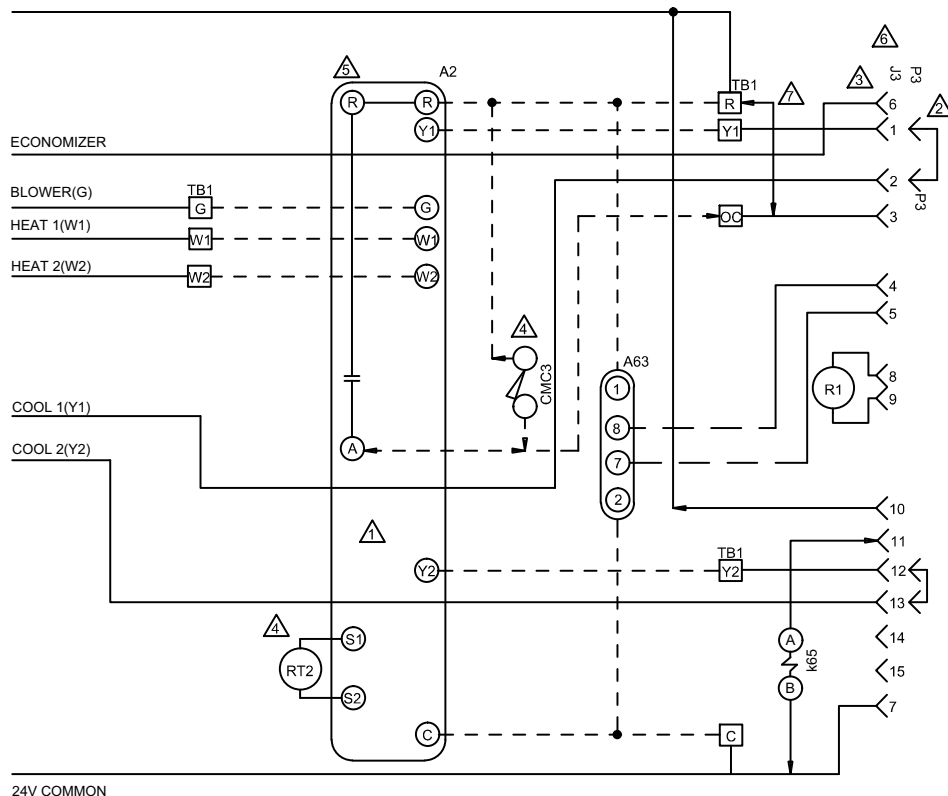 6
5
A2
3
J3
P3
TB1
7
2
R
R
R
6
Y1
Y1
1
ECONOMIZER
BLOWER(G)
TB1
2
P3
G
G
OC
3
HEAT 1(W1)
W1
W1
HEAT 2(W2)
W2
W2
4
5
4
CMC3
A63
1
R1
8
9
COOL 1(Y1)
8
A
7
COOL 2(Y2)
2
10
1
11
TB1
Y2
Y2
12
13
4
S1
A
14
RT2
k65
15
S2
B
7
C
C
24V COMMON